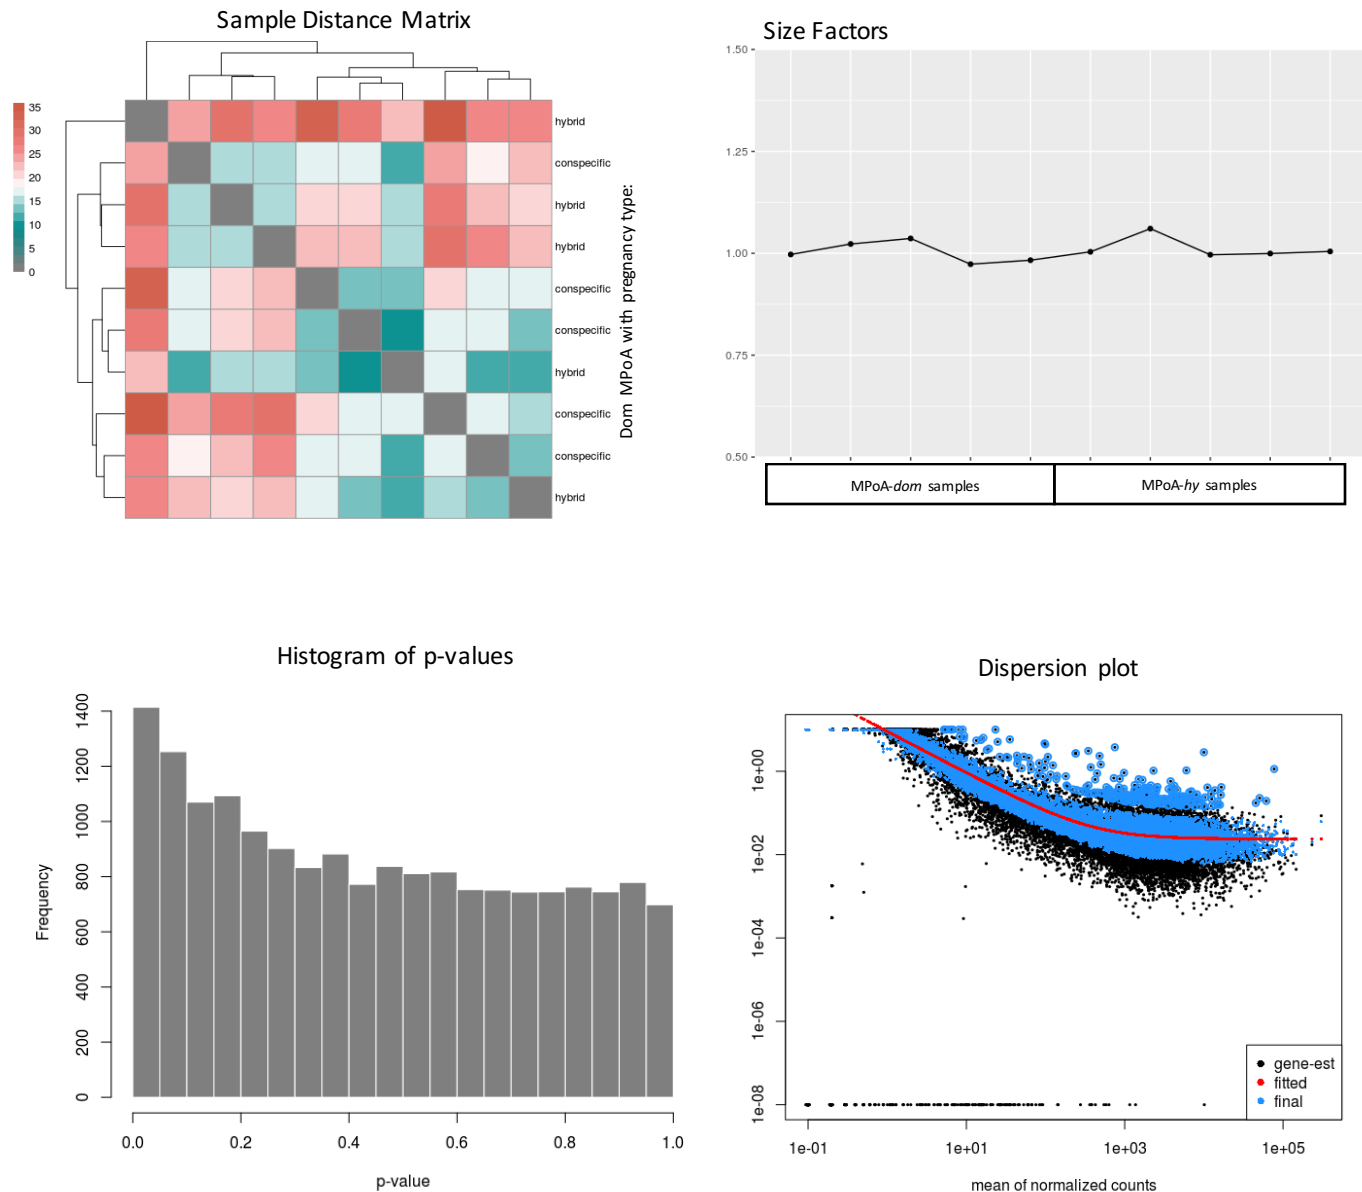 Sample Distance Matrix
35
30
25
20
15
10
5
0
hybrid
conspecific
hybrid
hybrid
conspecific
conspecific
hybrid
conspecific
conspecific
hybrid
Dom MPoA with pregnancy type:
Size Factors
1.50
1.25
1.00
0.75
0.50
MPoA-dom samples
MPoA-hy samples
Histogram of p-values
Frequency
1400
1200
1000
800
600
400
200
0
0.0 0.2 0.4 0.6 0.8 1.0
p-value
Dispersion plot
1e+00
1e-02
1e-04
1e-06
1e-08
gene-est
fitted
final
1e-01 1e+01 1e+03 1e+05
mean of normalized counts